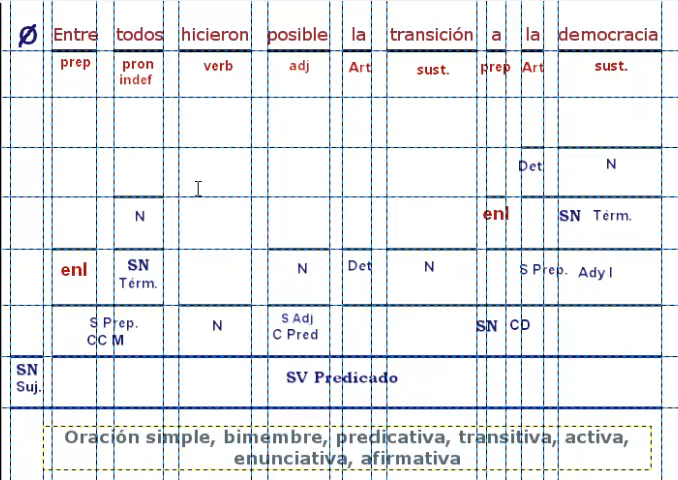 Ø Entre todos hicieron posible la transición a la democracia
prep pron verb adj Art sust. prep Art sust.
indef
Det N
N enl SN Térm.
enl SN N Det N S Prep. Ady I
Térm.
S Prep. N S Adj SN CD
CC M C Pred
SN SV Predicado
Suj.
Oración simple, bimembre, predicativa, transitiva, activa,
enunciativa, afirmativa